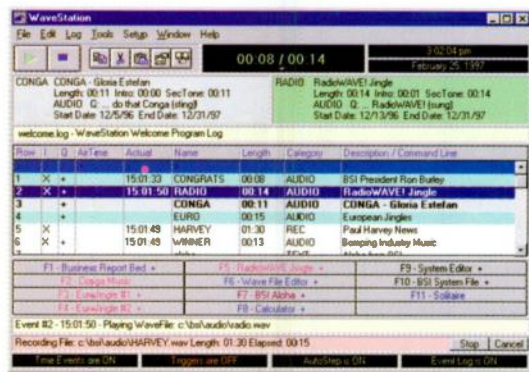 WaveStation
File Edit Log Tools Setup Window Help
00:08 / 00:14
3:02:04 pm
February 25, 1997
CONGA CONGA - Gloria Estefan
Length: 00:11 Intro: 00:00 SecTone: 00:14
AUDIO Q: ... do that Conga (sting)
Start Date: 12/5/96 End Date: 12/31/97
RADIO RadioWAVE! Jingle
Length: 00:14 Intro: 00:01 SecTone: 00:14
AUDIO Q: ... RadioWAVE! (sung)
Start Date: 12/13/96 End Date: 12/31/97
welcome.log - WaveStation Welcome Program Log
Row I Q AirTime Actual Name Length Category Description / Command Line
1 X + 15:01:33 CONGRATS 00:08 AUDIO BSI President Ron Burley
2 X + 15:01:50 RADIO 00:14 AUDIO RadioWAVE! Jingle
3 + CONGA 00:11 AUDIO CONGA - Gloria Estefan
4 + EURO 00:15 AUDIO European Jingles
5 X 15:01:49 HARVEY 01:30 REC Paul Harvey News
6 X + 15:01:49 WINNER 00:13 AUDIO Bumping Industry Music
F1 - Business Report Bed + F5 - RadioWAVE Jingle + F9 - System Editor +
F2 - Conga Music F6 - Wave File Editor + F10 - BSI System File +
F3 - EuroJingle #1 + F7 - BSI Aloha + F11 - Solitaire
F4 - EuroJingle #2 + F8 - Calculator +
Event #2 - 15:01:50 - Playing WaveFile: c:\bsi\audio\radio.wav
Recording File: c:\bsi\audio\HARVEY.wav Length: 01:30 Elapsed: 00:15 Stop Cancel
Time Events are ON Triggers are OFF AutoStep is ON Event Log is ON